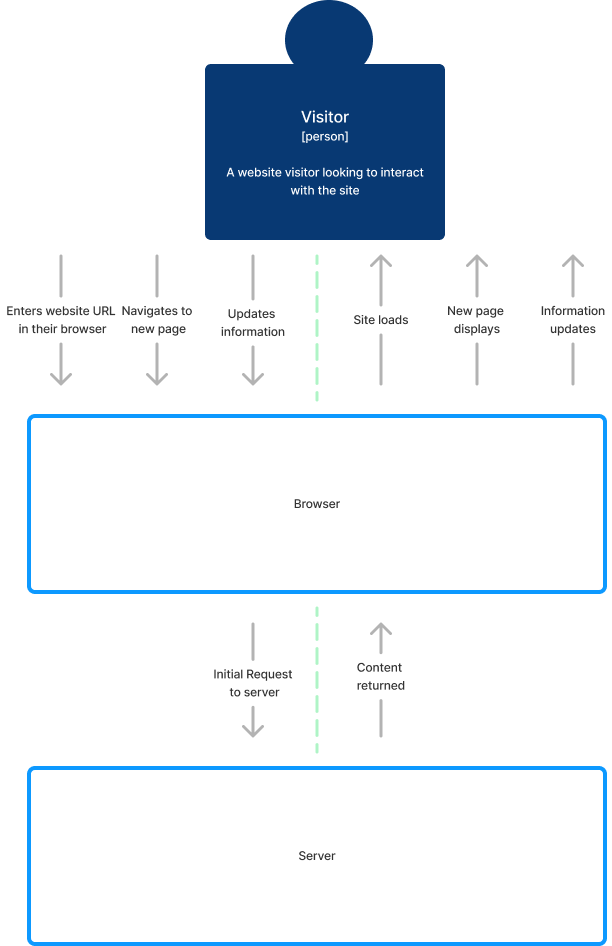 Visitor
[person]
A website visitor looking to interact
with the site
Enters website URL
in their browser
Navigates to
new page
Updates
information
Site loads
New page
displays
Information
updates
Browser
Initial Request
to server
Content
returned
Server